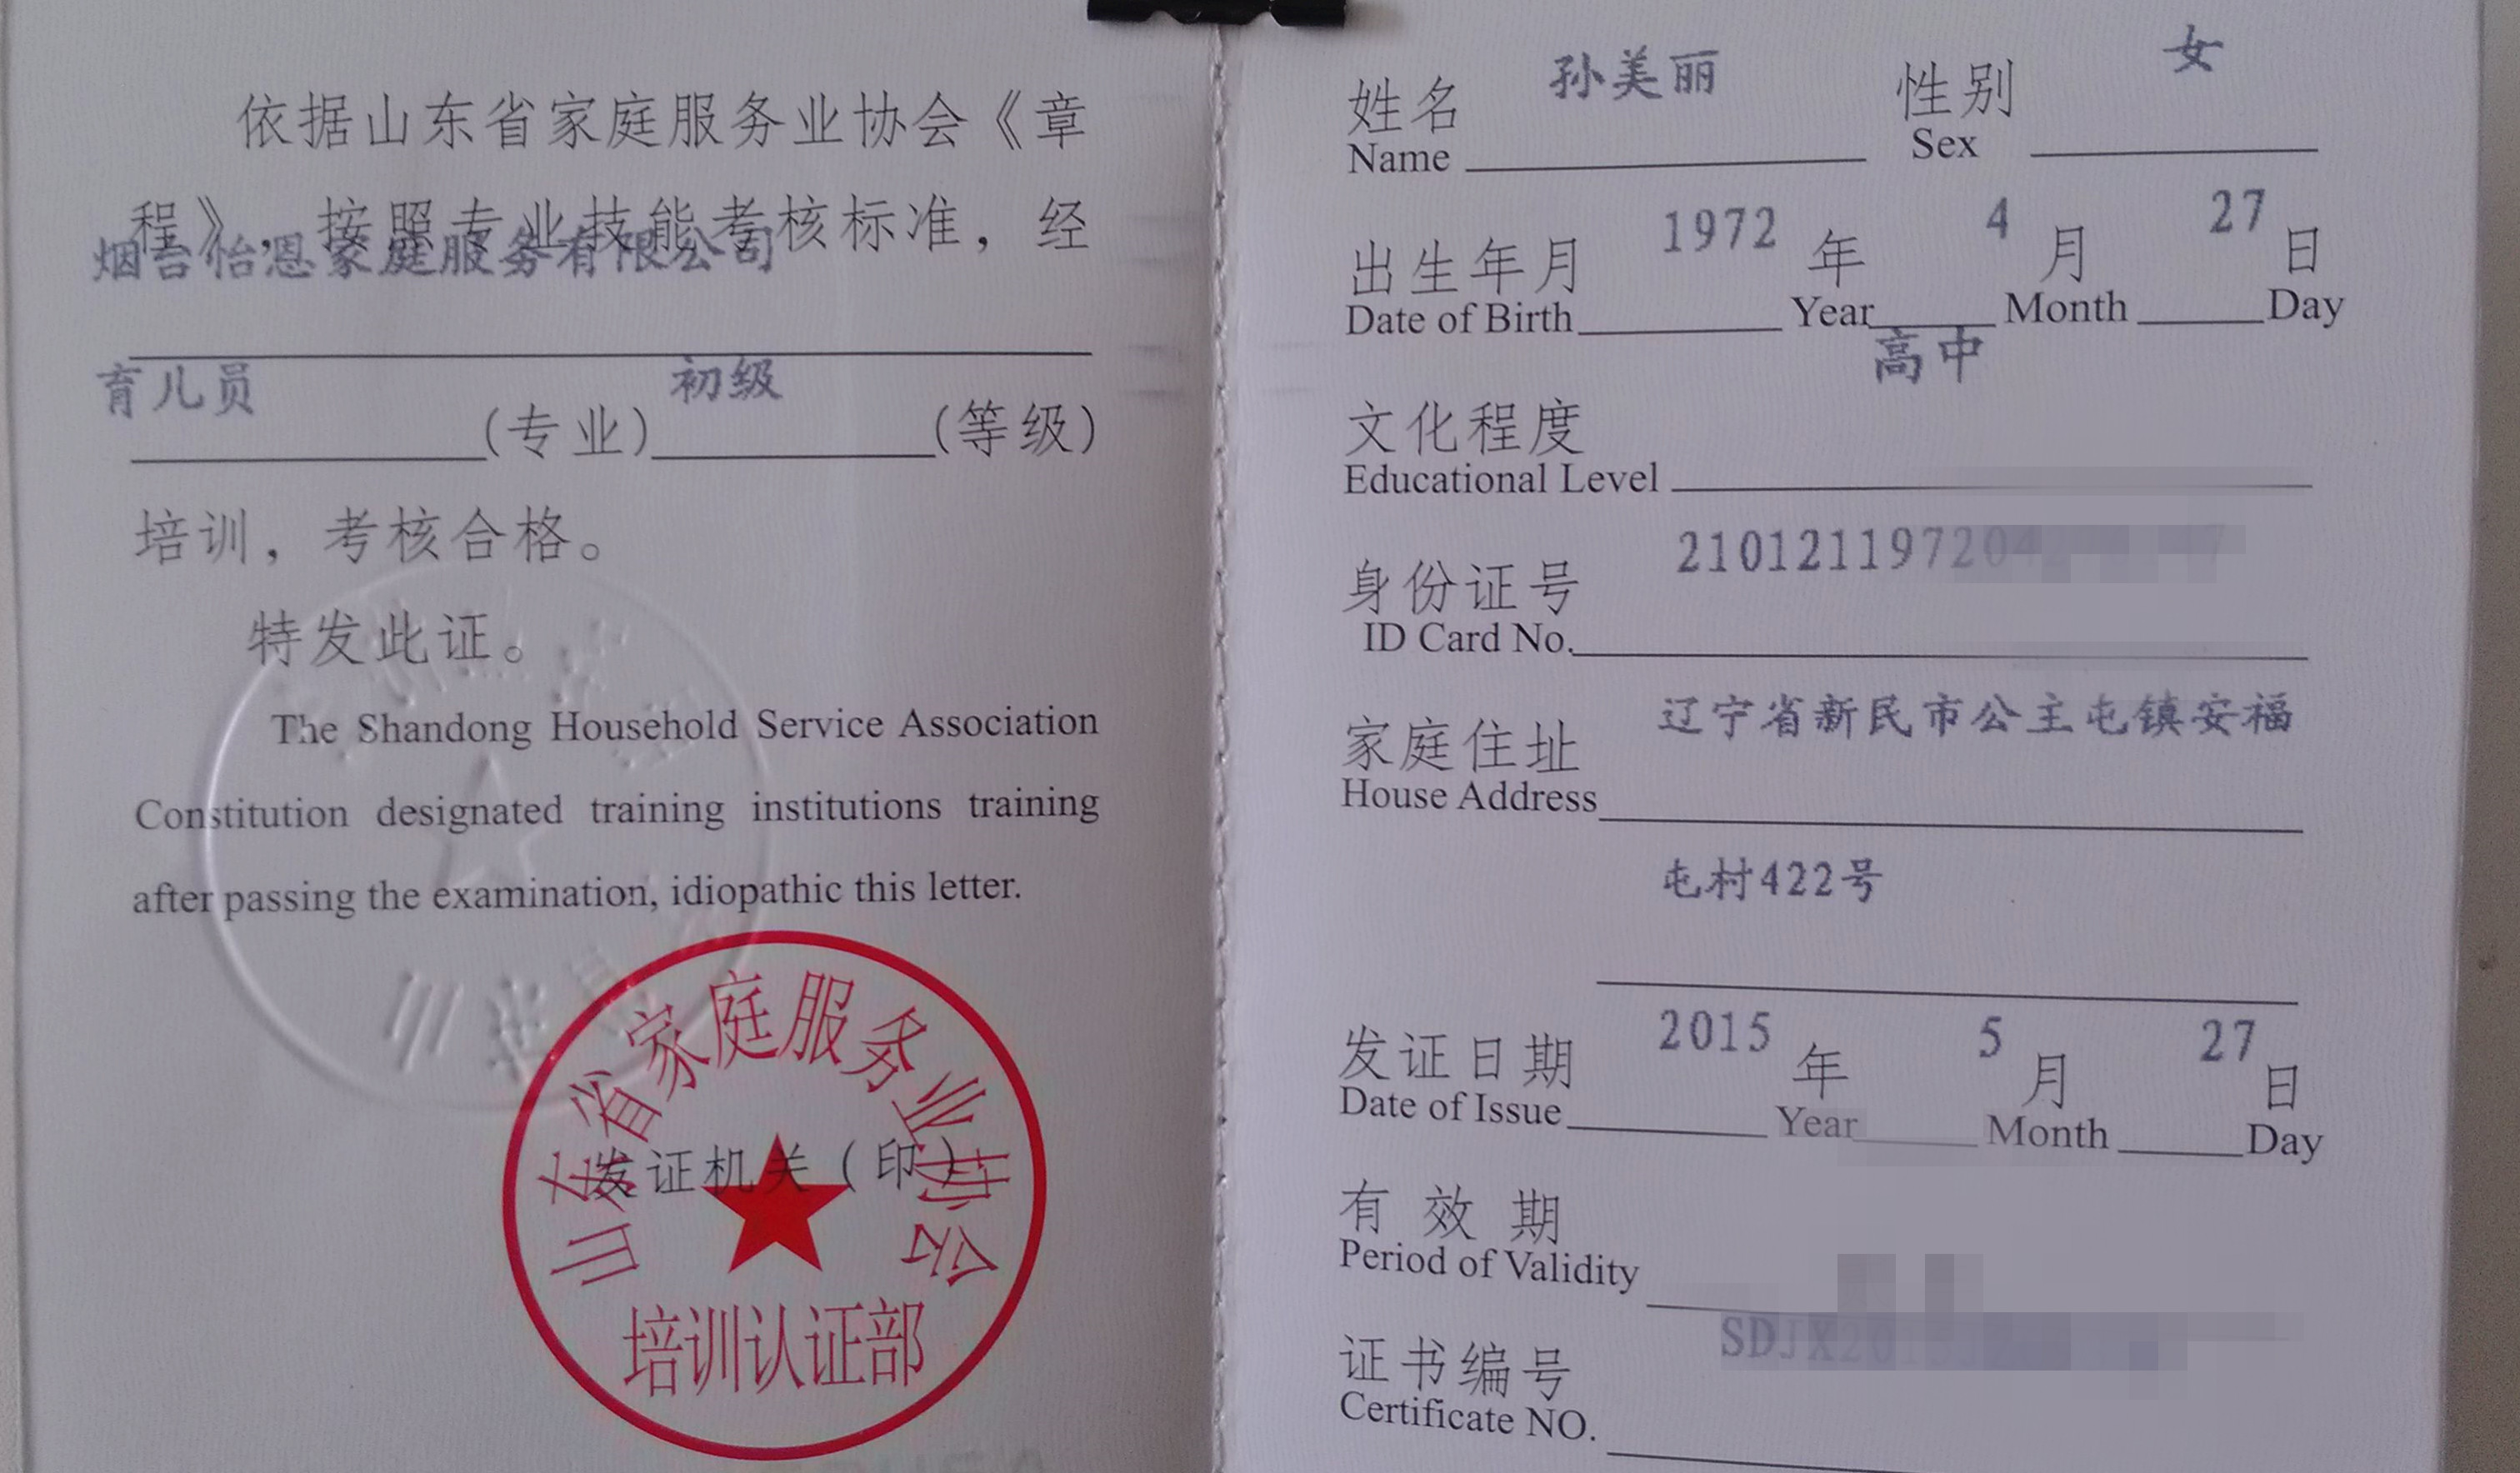 依据山东省家庭服务业协会《章
程》，按照专业技能考核标准，经
烟台怡恩家庭服务有限公司
育儿员(专业)初级(等级)
培训，考核合格。
特发此证。
The Shandong Household Service Association
Constitution designated training institutions training
after passing the examination, idiopathic this letter.
山东省家庭服务业协会
发证机关（印）
培训认证部
姓名 孙美丽 性别 女
Name Sex
出生年月 1972 年 4 月 27 日
Date of Birth Year Month Day
文化程度 高中
Educational Level
身份证号 21012119720
ID Card No.
家庭住址 辽宁省新民市公主屯镇安福
House Address
屯村422号
发证日期 2015 年 5 月 27 日
Date of Issue Year Month Day
有效期
Period of Validity
证书编号 SDJX20
Certificate NO.